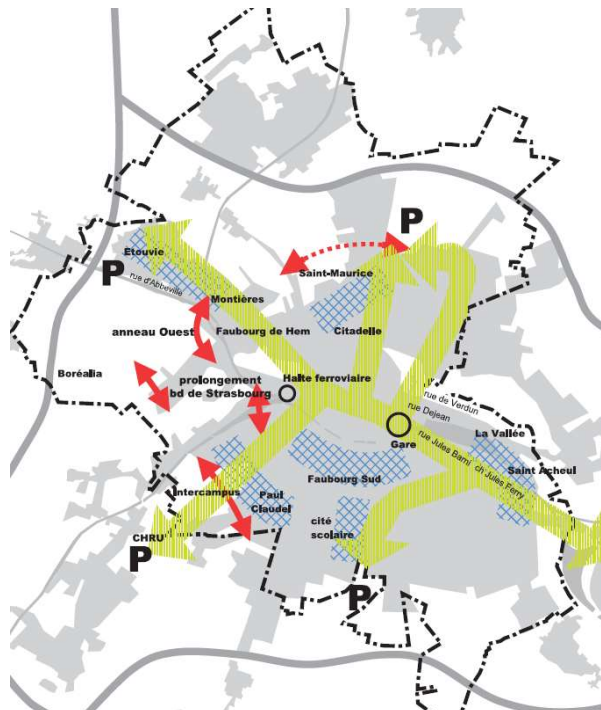 P
Etouvie
Saint-Maurice
P
rue d'Abbeville
Montières
anneau Ouest
Faubourg de Hem
Citadelle
Boréalia
prolongement
bd de Strasbourg
Halte ferroviaire
rue de Verdun
rue Dejean
Gare
La Vallée
rue Jules Barni
ch Jules Ferry
Saint Acheul
Faubourg Sud
Intercampus
Paul
Claudel
cité
scolaire
CHRU
P
P